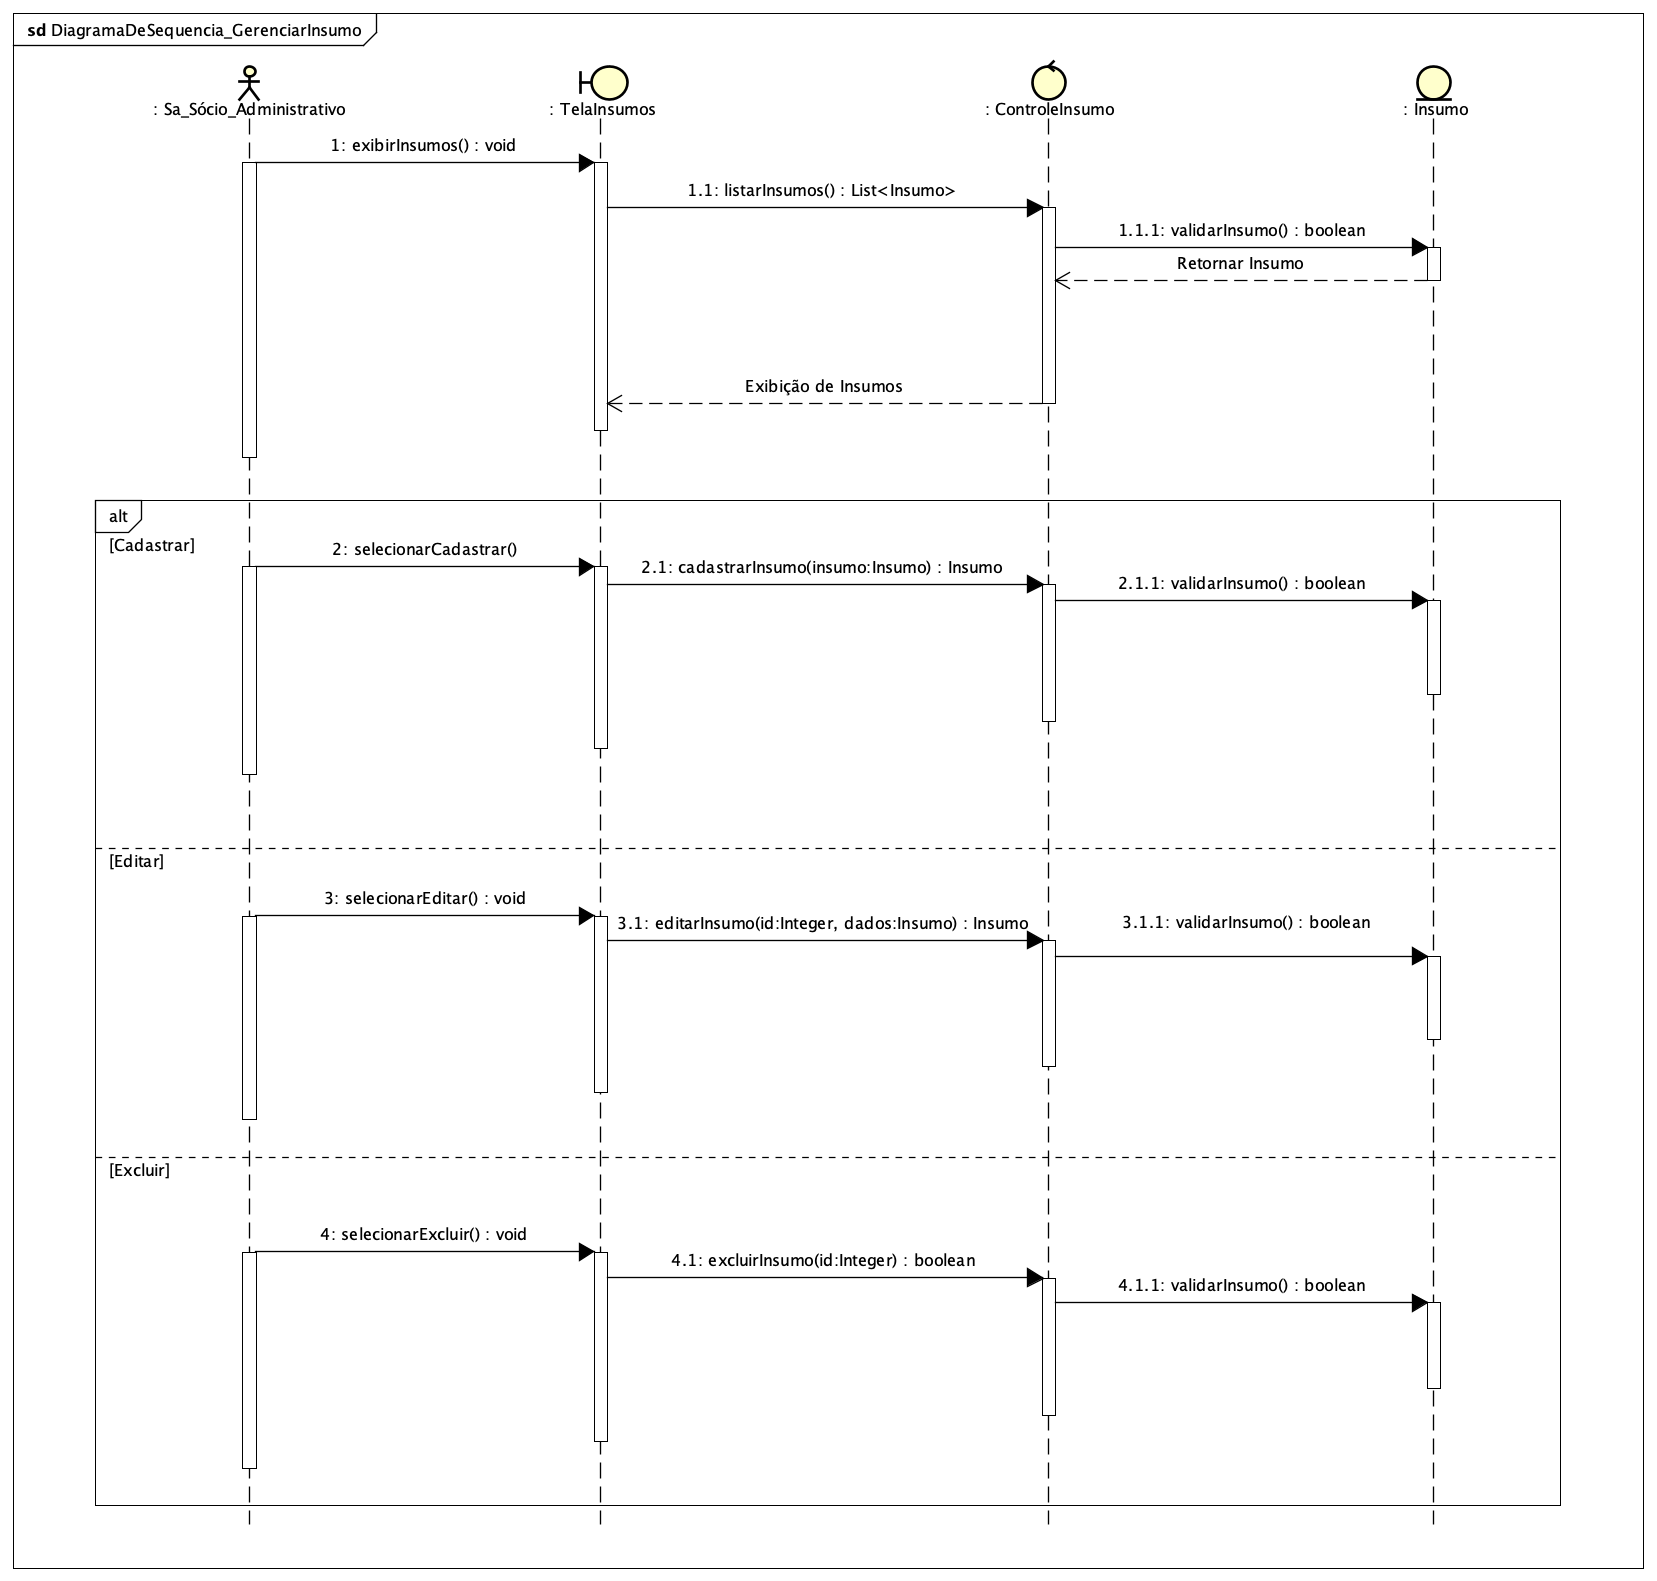 sd DiagramaDeSequencia_GerenciarInsumo
: Sa_Sócio_Administrativo
: TelaInsumos
: ControleInsumo
: Insumo
1: exibirInsumos() : void
1.1: listarInsumos() : List<Insumo>
1.1.1: validarInsumo() : boolean
Retornar Insumo
Exibição de Insumos
alt
[Cadastrar]
2: selecionarCadastrar()
2.1: cadastrarInsumo(insumo:Insumo) : Insumo
2.1.1: validarInsumo() : boolean
[Editar]
3: selecionarEditar() : void
3.1: editarInsumo(id:Integer, dados:Insumo) : Insumo
3.1.1: validarInsumo() : boolean
[Excluir]
4: selecionarExcluir() : void
4.1: excluirInsumo(id:Integer) : boolean
4.1.1: validarInsumo() : boolean